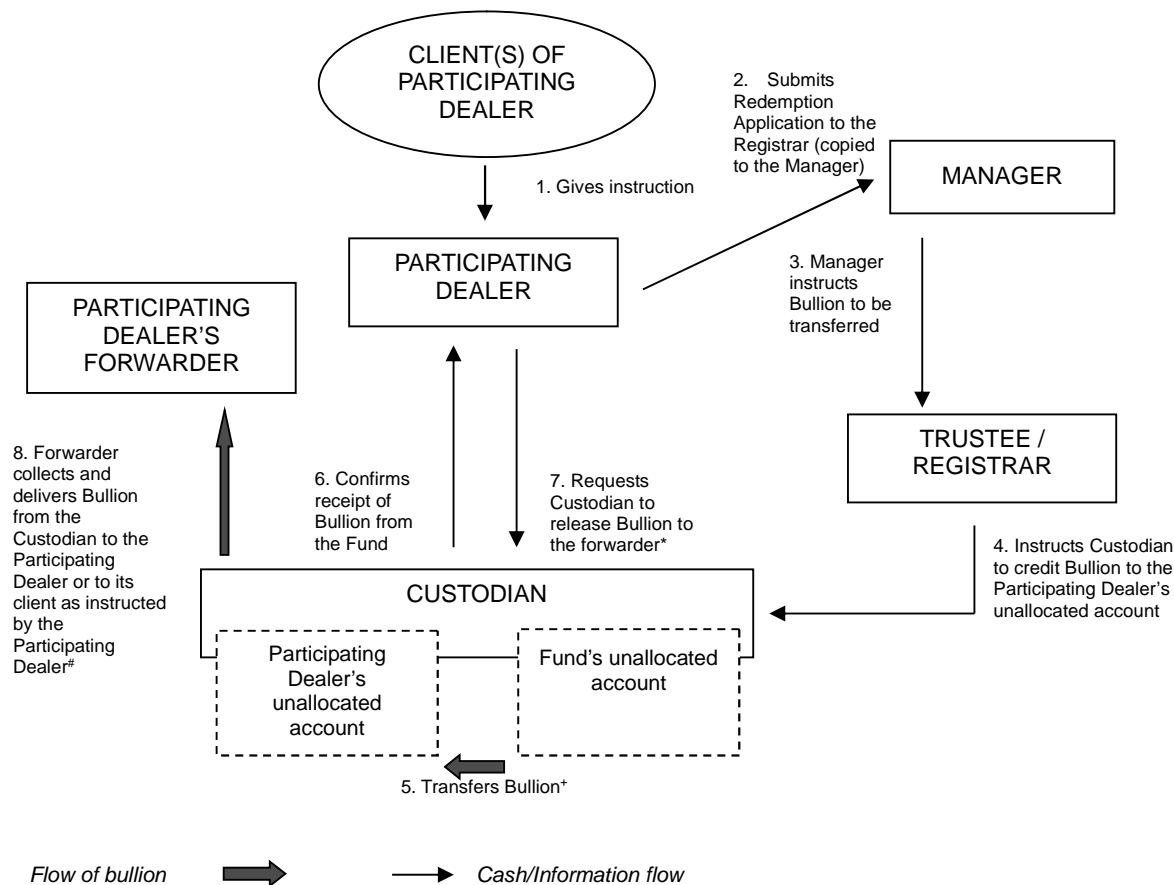 CLIENT(S) OF
PARTICIPATING
DEALER
2. Submits
Redemption
Application to the
Registrar (copied
to the Manager)
MANAGER
1. Gives instruction
PARTICIPATING
DEALER
3. Manager
instructs
Bullion to be
transferred
PARTICIPATING
DEALER’S
FORWARDER
TRUSTEE /
REGISTRAR
8. Forwarder
collects and
delivers Bullion
from the
Custodian to the
Participating
Dealer or to its
client as instructed
by the
Participating
Dealer#
6. Confirms
receipt of
Bullion from
the Fund
7. Requests
Custodian to
release Bullion to
the forwarder*
4. Instructs Custodian
to credit Bullion to the
Participating Dealer’s
unallocated account
CUSTODIAN
Participating
Dealer’s
unallocated
account
Fund’s unallocated
account
5. Transfers Bullion+
Flow of bullion
Cash/Information flow